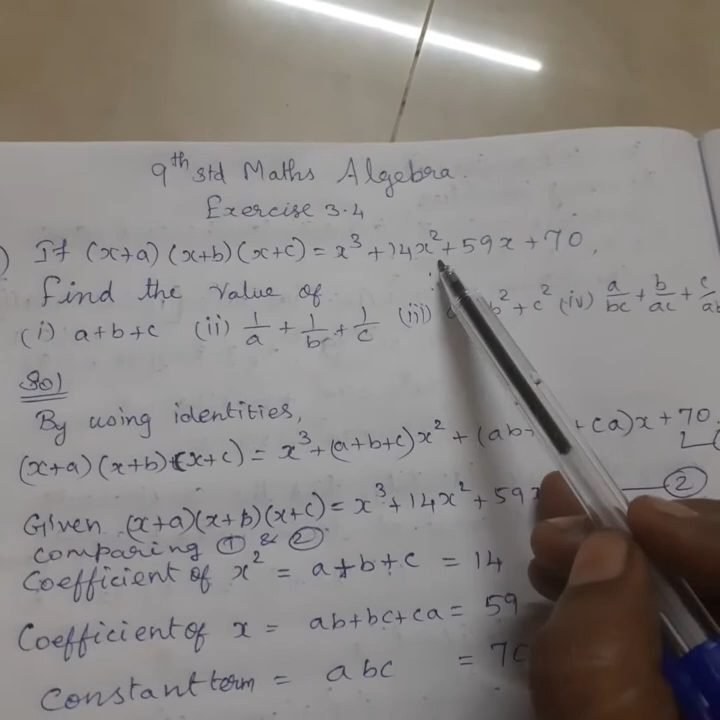 9th std Maths Algebra.
Exercise 3.4
) If (x+a) (x+b) (x+c) = x³ + 14x² + 59x + 70,
find the value of
(i) a+b+c (ii) 1/a + 1/b + 1/c (iii) b² + c² (iv) a/bc + b/ac + c/ab
Sol
By using identities,
(x+a) (x+b) (x+c) = x³ + (a+b+c)x² + (ab + ca)x + 70
Given (x+a)(x+b)(x+c) = x³ + 14x² + 59x — ②
comparing ① & ②
Coefficient of x² = a+b+c = 14
Coefficient of x = ab+bc+ca = 59
Constant term = abc = 70